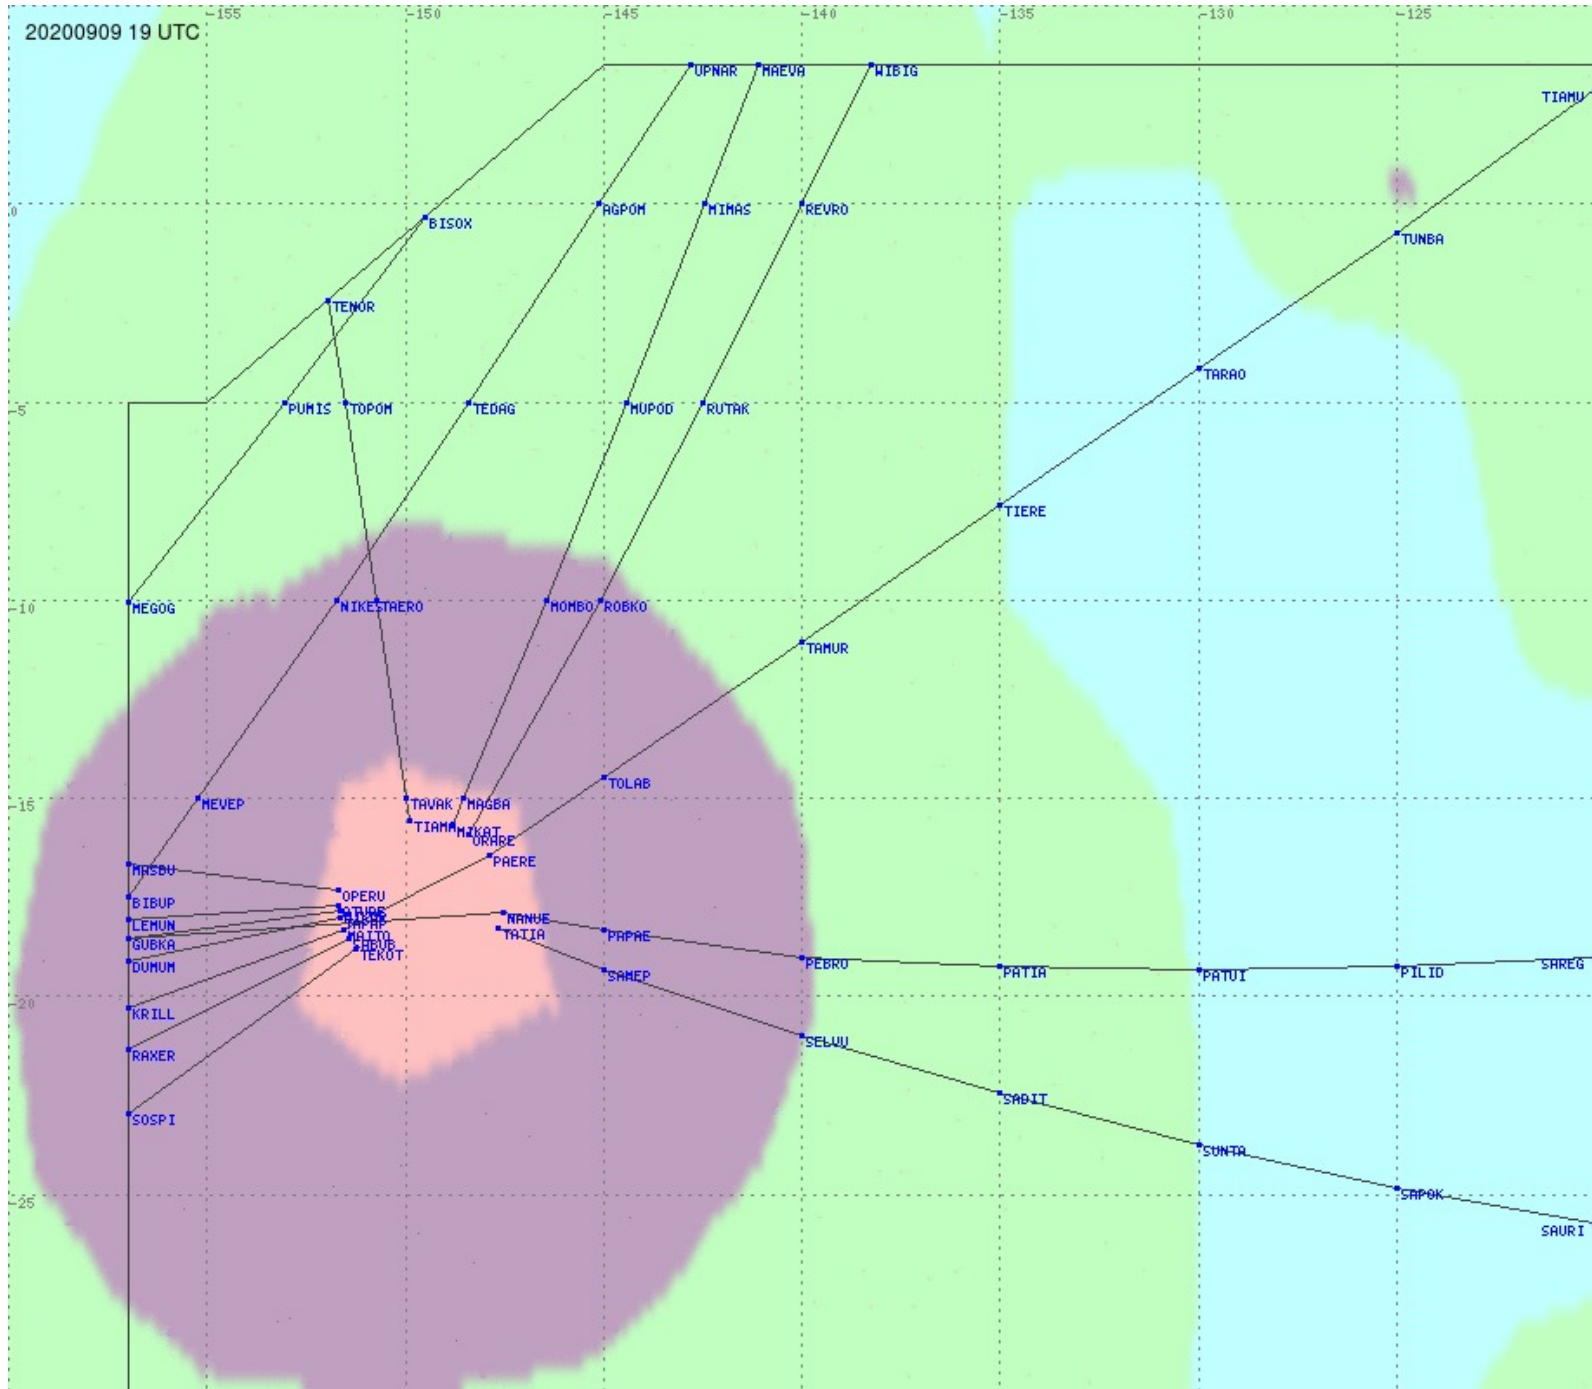 -155 -150 -145 -140 -135 -130 -125
20200909 19 UTC
UPNAR MAEVA WIBIG
TIAMU
0
AGPOM MIMAS REVRO
BISOX
TUNBA
TENOR
TARAO
-5
PUMIS TOPOM TEDAG MUPOD RUTAK
TIERE
-10
MEGOG NIKES TAERO MOMBO ROBKO
TAMUR
TOLAB
-15
MEVEP TAVAK MAGBA
TIAMA MIKAT
ORARE
PAERE
MASBU
OPERU
BIBUP
NANUE
LEMUN
MAITO TATIA PAPAE
GUBKA
TEKOT
DUMUM PEBRO PATIA PATUI PILID SAREG
SAMEP
-20
KRILL
SELVU
RAXER
SADIT
SOSPI
SUNTA
-25
SAPOK
SAURI